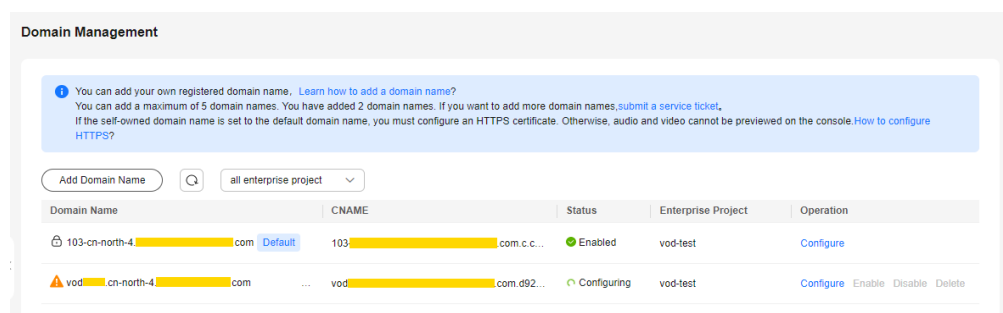 Domain Management
You can add your own registered domain name, Learn how to add a domain name?
You can add a maximum of 5 domain names. You have added 2 domain names. If you want to add more domain names,submit a service ticket。
If the self-owned domain name is set to the default domain name, you must configure an HTTPS certificate. Otherwise, audio and video cannot be previewed on the console.How to configure
HTTPS?
Add Domain Name all enterprise project
Domain Name CNAME Status Enterprise Project Operation
103-cn-north-4. com Default 103- .com.c.c... Enabled vod-test Configure
vod .cn-north-4. com ... vod .com.d92... Configuring vod-test Configure Enable Disable Delete